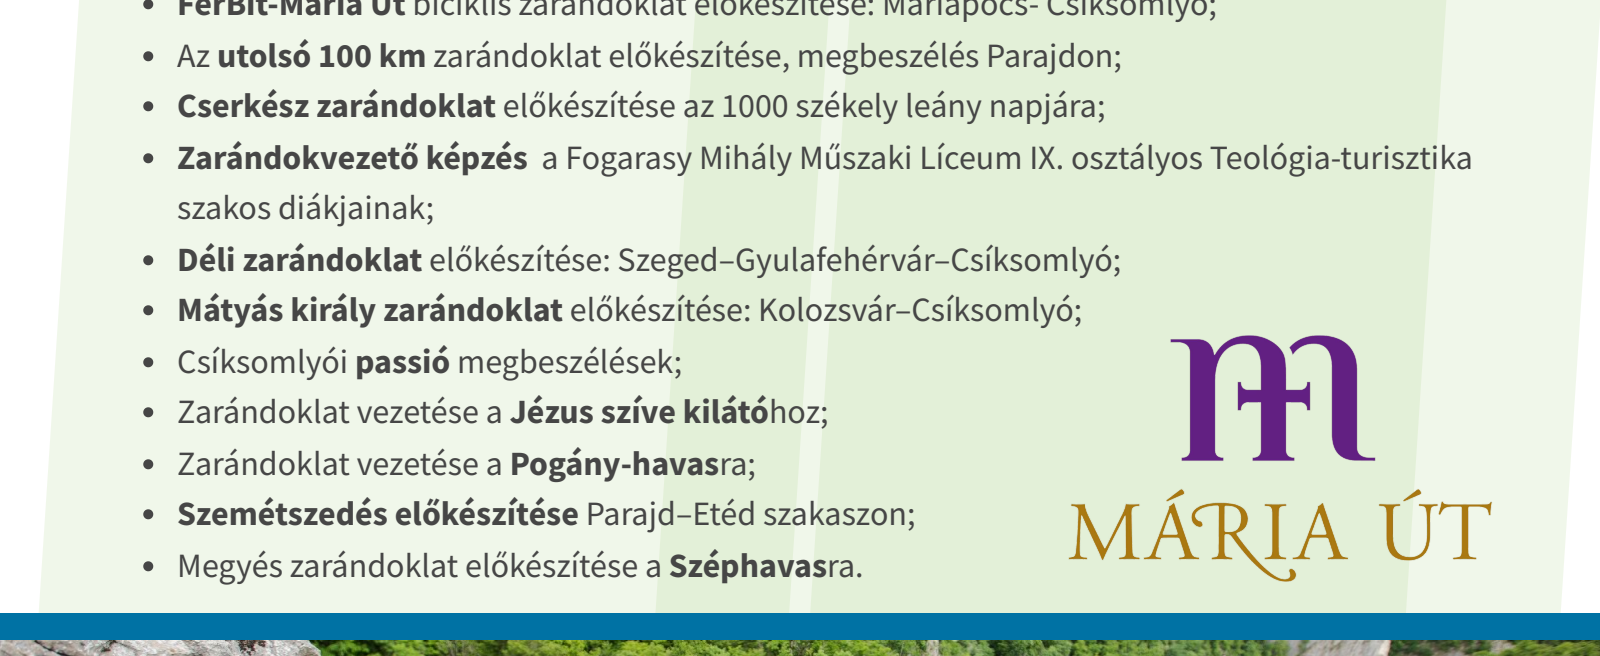 • FerBit-Mária Út biciklis zarándoklat előkészítése: Máriapócs- Csíksomlyó;
• Az utolsó 100 km zarándoklat előkészítése, megbeszélés Parajdon;
• Cserkész zarándoklat előkészítése az 1000 székely leány napjára;
• Zarándokvezető képzés a Fogarasy Mihály Műszaki Líceum IX. osztályos Teológia-turisztika
szakos diákjainak;
• Déli zarándoklat előkészítése: Szeged–Gyulafehérvár–Csíksomlyó;
• Mátyás király zarándoklat előkészítése: Kolozsvár–Csíksomlyó;
• Csíksomlyói passió megbeszélések;
• Zarándoklat vezetése a Jézus szíve kilátóhoz;
• Zarándoklat vezetése a Pogány-havasra;
• Szemétszedés előkészítése Parajd–Etéd szakaszon;
• Megyés zarándoklat előkészítése a Széphavasra.
m
MÁRIA ÚT